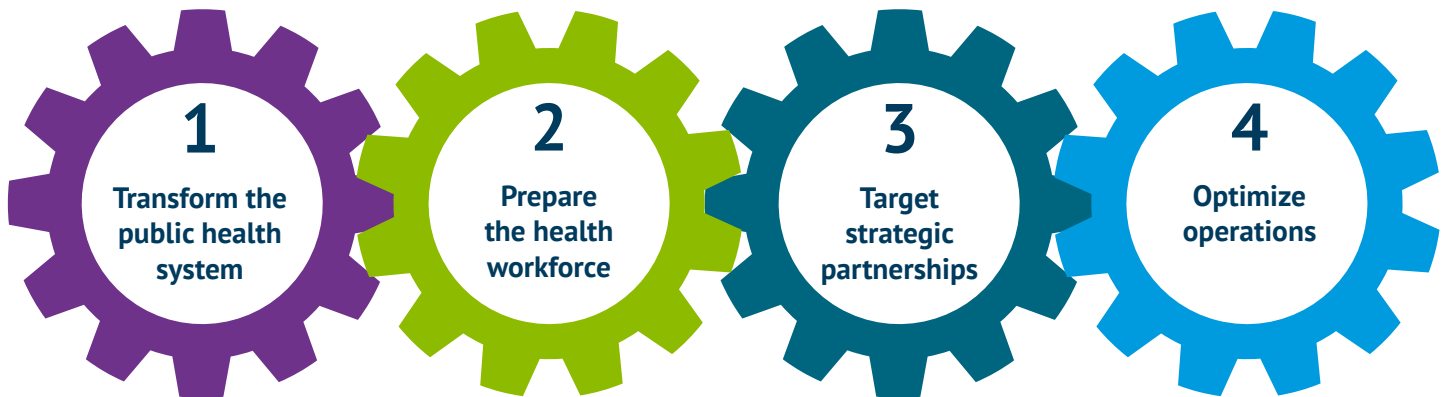 1
Transform the
public health
system
2
Prepare
the health
workforce
3
Target
strategic
partnerships
4
Optimize
operations